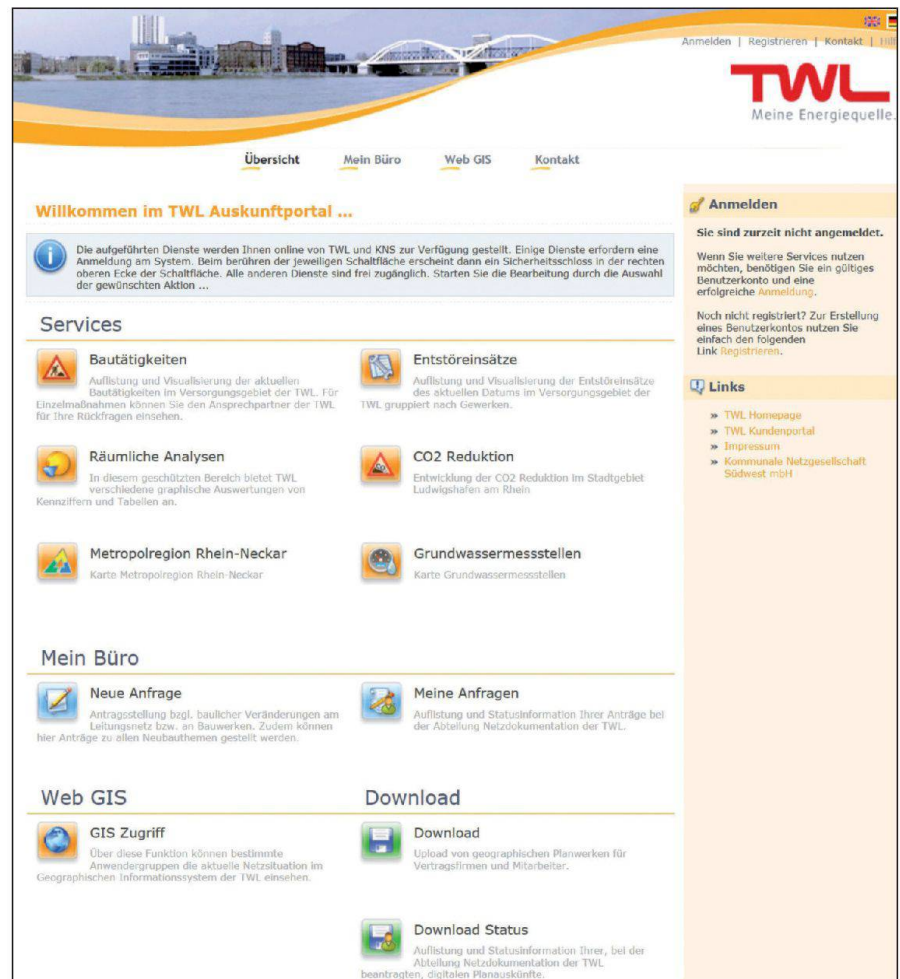 Anmelden | Registrieren | Kontakt |
TWL
Meine Energiequelle.
Übersicht Mein Büro Web GIS Kontakt
Willkommen im TWL Auskunftportal ...
Die aufgeführten Dienste werden Ihnen online von TWL und KNS zur Verfügung gestellt. Einige Dienste erfordern eine
Anmeldung am System. Beim berühren der jeweiligen Schaltfläche erscheint dann ein Sicherheitsschloss in der rechten
oberen Ecke der Schaltfläche. Alle anderen Dienste sind frei zugänglich. Starten Sie die Bearbeitung durch die Auswahl
der gewünschten Aktion ...
Services
Bautätigkeiten
Auflistung und Visualisierung der aktuellen
Bautätigkeiten im Versorgungsgebiet der TWL. Für
Einzelmaßnahmen können Sie den Ansprechpartner der TWL
für Ihre Rückfragen einsehen.
Entstöreinsätze
Auflistung und Visualisierung der Entstöreinsätze
des aktuellen Datums im Versorgungsgebiet der
TWL gruppiert nach Gewerken.
Räumliche Analysen
In diesem geschützten Bereich bietet TWL
verschiedene graphische Auswertungen von
Kennziffern und Tabellen an.
CO2 Reduktion
Entwicklung der CO2 Reduktion im Stadtgebiet
Ludwigshafen am Rhein
Metropolregion Rhein-Neckar
Karte Metropolregion Rhein-Neckar
Grundwassermessstellen
Karte Grundwassermessstellen
Mein Büro
Neue Anfrage
Antragsstellung bzgl. baulicher Veränderungen am
Leitungsnetz bzw. an Bauwerken. Zudem können
hier Anträge zu allen Neubauthemen gestellt werden.
Meine Anfragen
Auflistung und Statusinformation Ihrer Anträge bei
der Abteilung Netzdokumentation der TWL.
Web GIS
GIS Zugriff
Über diese Funktion können bestimmte
Anwendergruppen die aktuelle Netzsituation im
Geographischen Informationssystem der TWL einsehen.
Download
Download
Upload von geographischen Planwerken für
Vertragsfirmen und Mitarbeiter.
Download Status
Auflistung und Statusinformation Ihrer, bei der
Abteilung Netzdokumentation der TWL
beantragten, digitalen Planauskünfte.
Anmelden
Sie sind zurzeit nicht angemeldet.
Wenn Sie weitere Services nutzen
möchten, benötigen Sie ein gültiges
Benutzerkonto und eine
erfolgreiche Anmeldung.
Noch nicht registriert? Zur Erstellung
eines Benutzerkontos nutzen Sie
einfach den folgenden
Link Registrieren.
Links
» TWL Homepage
» TWL Kundenportal
» Impressum
» Kommunale Netzgesellschaft
Südwest mbH